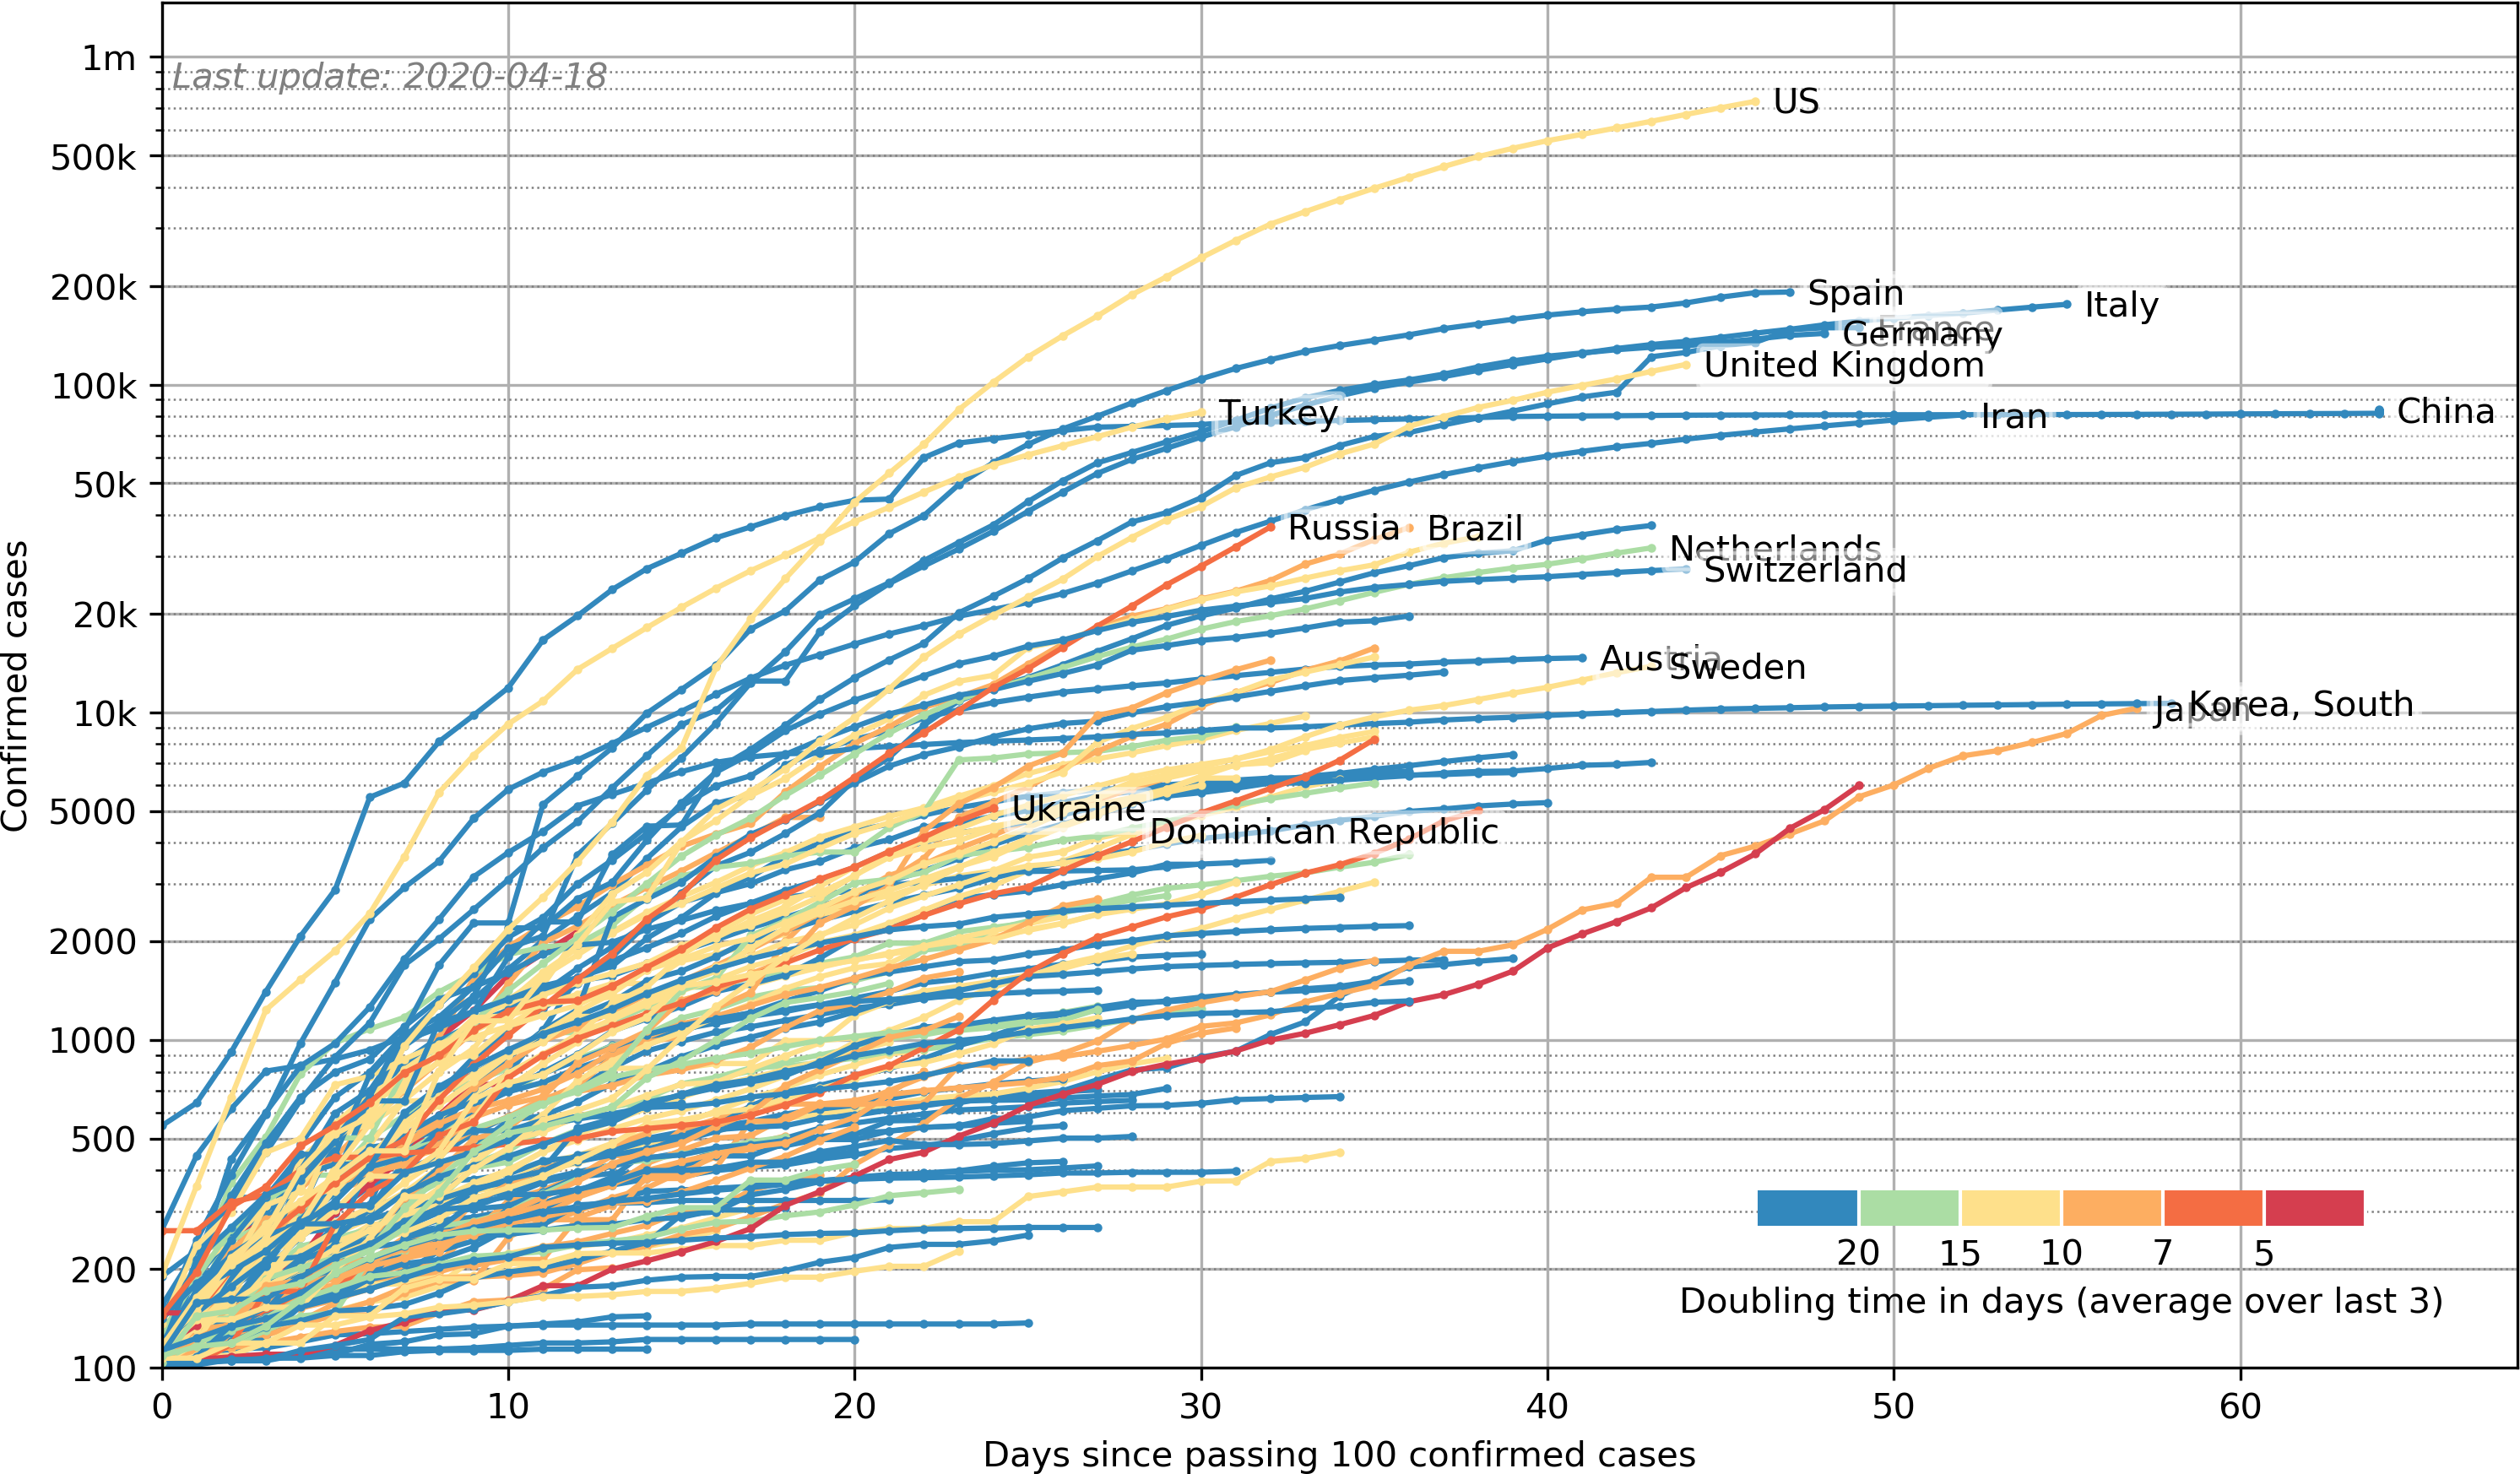 1m
Last update: 2020-04-18
US
500k
200k
Spain
Italy
France
Germany
United Kingdom
100k
Turkey
Iran
China
50k
Russia
Brazil
Netherlands
Switzerland
20k
Austria
Sweden
10k
Japan
Korea, South
5000
Ukraine
Dominican Republic
2000
1000
500
200
100
20 15 10 7 5
Doubling time in days (average over last 3)
0 10 20 30 40 50 60
Days since passing 100 confirmed cases
Confirmed cases